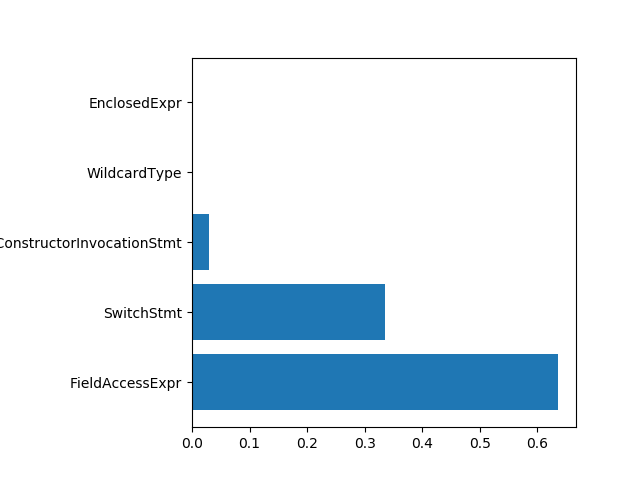 EnclosedExpr
WildcardType
ConstructorInvocationStmt
SwitchStmt
FieldAccessExpr
0.0 0.1 0.2 0.3 0.4 0.5 0.6